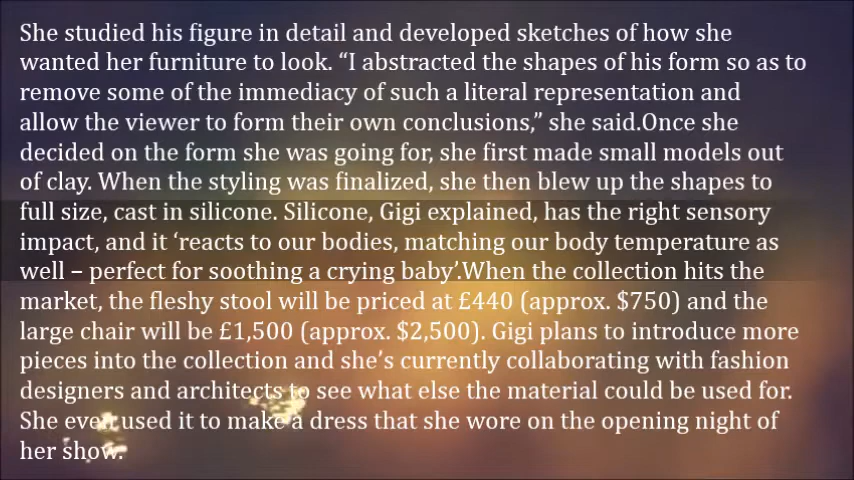 She studied his figure in detail and developed sketches of how she
wanted her furniture to look. “I abstracted the shapes of his form so as to
remove some of the immediacy of such a literal representation and
allow the viewer to form their own conclusions,” she said.Once she
decided on the form she was going for, she first made small models out
of clay. When the styling was finalized, she then blew up the shapes to
full size, cast in silicone. Silicone, Gigi explained, has the right sensory
impact, and it ‘reacts to our bodies, matching our body temperature as
well – perfect for soothing a crying baby’.When the collection hits the
market, the fleshy stool will be priced at £440 (approx. $750) and the
large chair will be £1,500 (approx. $2,500). Gigi plans to introduce more
pieces into the collection and she’s currently collaborating with fashion
designers and architects to see what else the material could be used for.
She even used it to make a dress that she wore on the opening night of
her show.